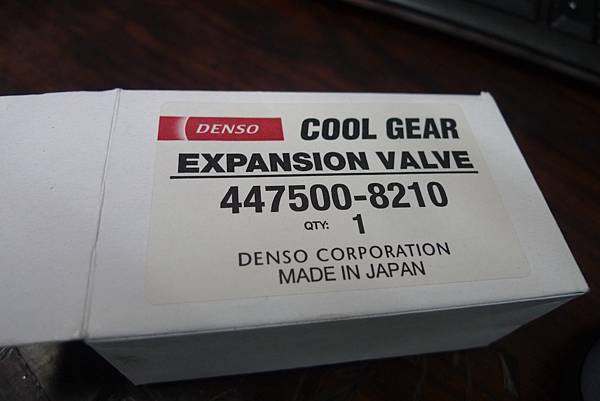 DENSO COOL GEAR
EXPANSION VALVE
447500-8210
QTY: 1
DENSO CORPORATION
MADE IN JAPAN